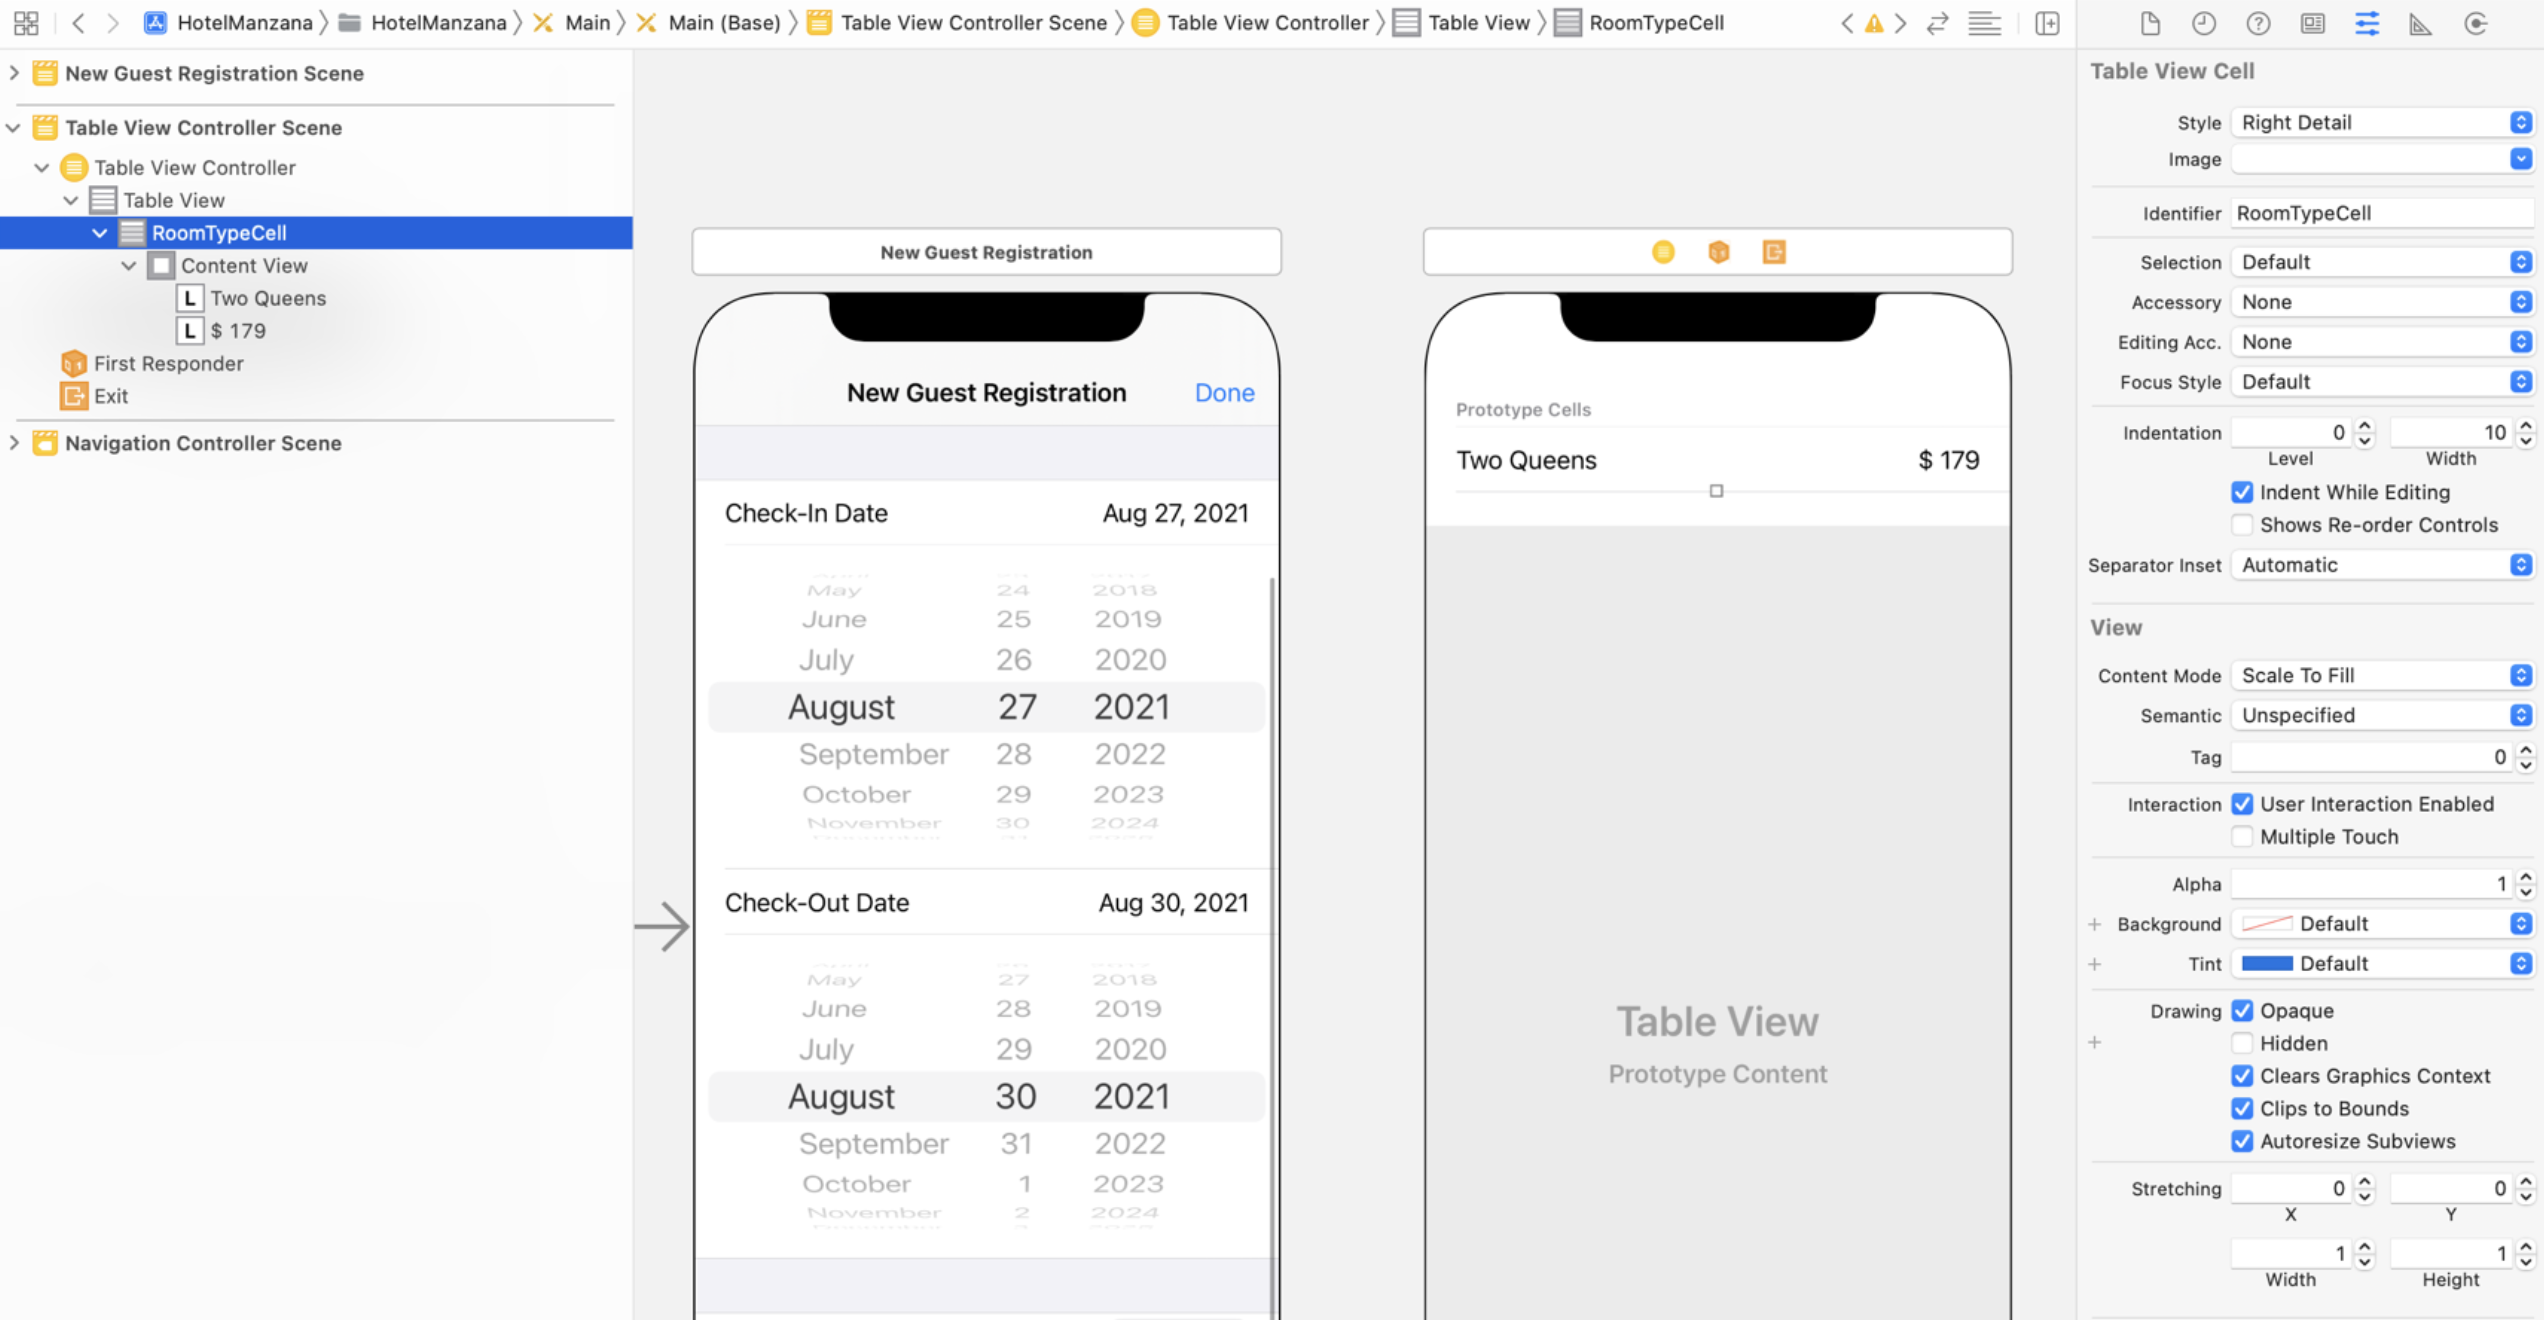 HotelManzana HotelManzana Main Main (Base) Table View Controller Scene Table View Controller Table View RoomTypeCell
New Guest Registration Scene
Table View Controller Scene
Table View Controller
Table View
RoomTypeCell
Content View
L Two Queens
L $ 179
First Responder
Exit
Navigation Controller Scene
New Guest Registration
New Guest Registration Done
Check-In Date Aug 27, 2021
May 24 2018
June 25 2019
July 26 2020
August 27 2021
September 28 2022
October 29 2023
November 30 2024
Check-Out Date Aug 30, 2021
May 27 2018
June 28 2019
July 29 2020
August 30 2021
September 31 2022
October 1 2023
November 2 2024
Prototype Cells
Two Queens $ 179
Table View
Prototype Content
Table View Cell
Style Right Detail
Image
Identifier RoomTypeCell
Selection Default
Accessory None
Editing Acc. None
Focus Style Default
Indentation 0 10
Level Width
Indent While Editing
Shows Re-order Controls
Separator Inset Automatic
View
Content Mode Scale To Fill
Semantic Unspecified
Tag 0
Interaction User Interaction Enabled
Multiple Touch
Alpha 1
+ Background Default
+ Tint Default
Drawing Opaque
+ Hidden
Clears Graphics Context
Clips to Bounds
Autoresize Subviews
Stretching 0 0
X Y
1 1
Width Height